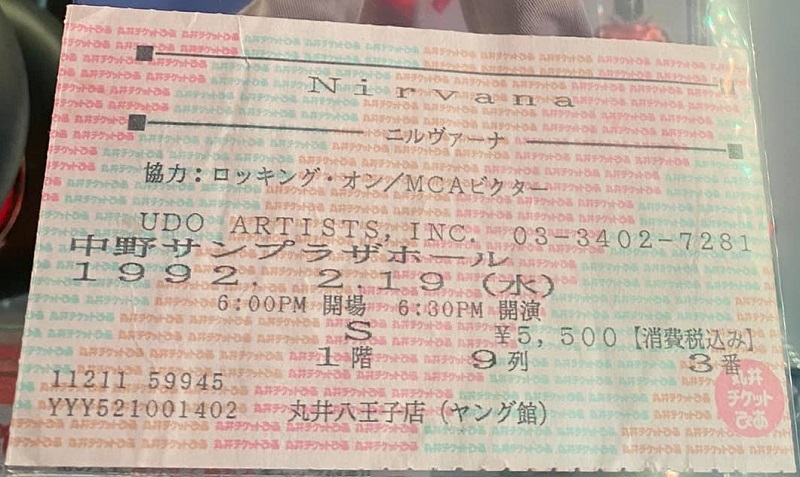 Nirvana
ニルヴァーナ
協力:ロッキング・オン/MCAビクター
UDO ARTISTS, INC. 03-3402-7281
中野サンプラザホール
1992. 2.19 (水)
6:00PM 開場 6:30PM 開演
S ¥5,500【消費税込み】
1階 9列 3番
11211 59945
YYY521001402 丸井八王子店(ヤング館)
丸井
チケット
ぴあ